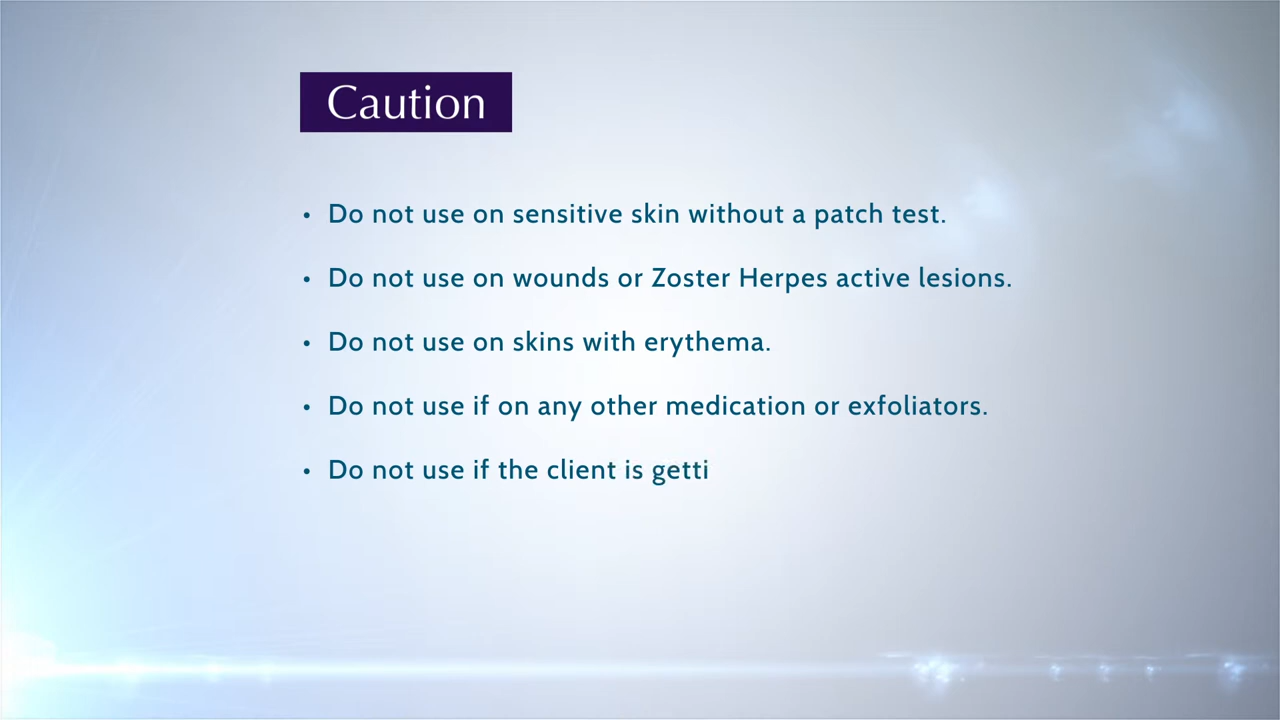 Caution
• Do not use on sensitive skin without a patch test.
• Do not use on wounds or Zoster Herpes active lesions.
• Do not use on skins with erythema.
• Do not use if on any other medication or exfoliators.
• Do not use if the client is getti